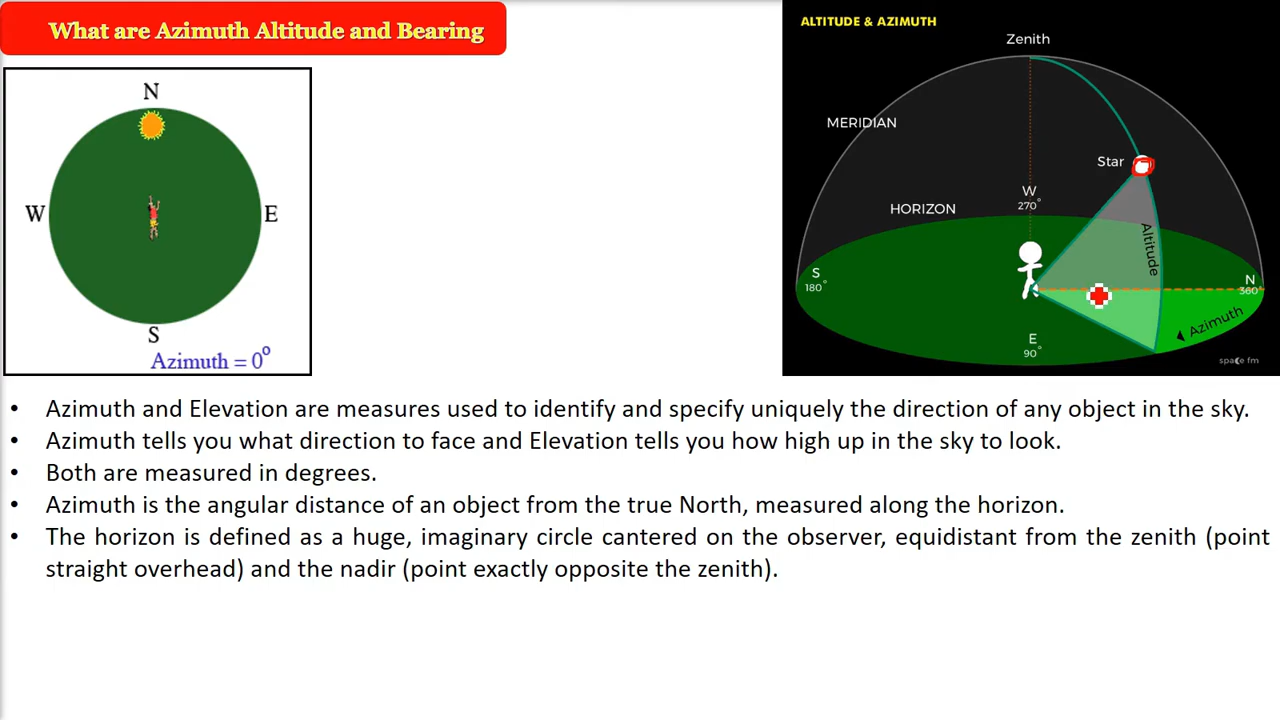 What are Azimuth Altitude and Bearing
N
W
E
S
Azimuth = 0°
ALTITUDE & AZIMUTH
Zenith
MERIDIAN
Star
W
270°
HORIZON
Altitude
S
180°
N
360°
Azimuth
E
90°
space fm
• Azimuth and Elevation are measures used to identify and specify uniquely the direction of any object in the sky.
• Azimuth tells you what direction to face and Elevation tells you how high up in the sky to look.
• Both are measured in degrees.
• Azimuth is the angular distance of an object from the true North, measured along the horizon.
• The horizon is defined as a huge, imaginary circle cantered on the observer, equidistant from the zenith (point
straight overhead) and the nadir (point exactly opposite the zenith).